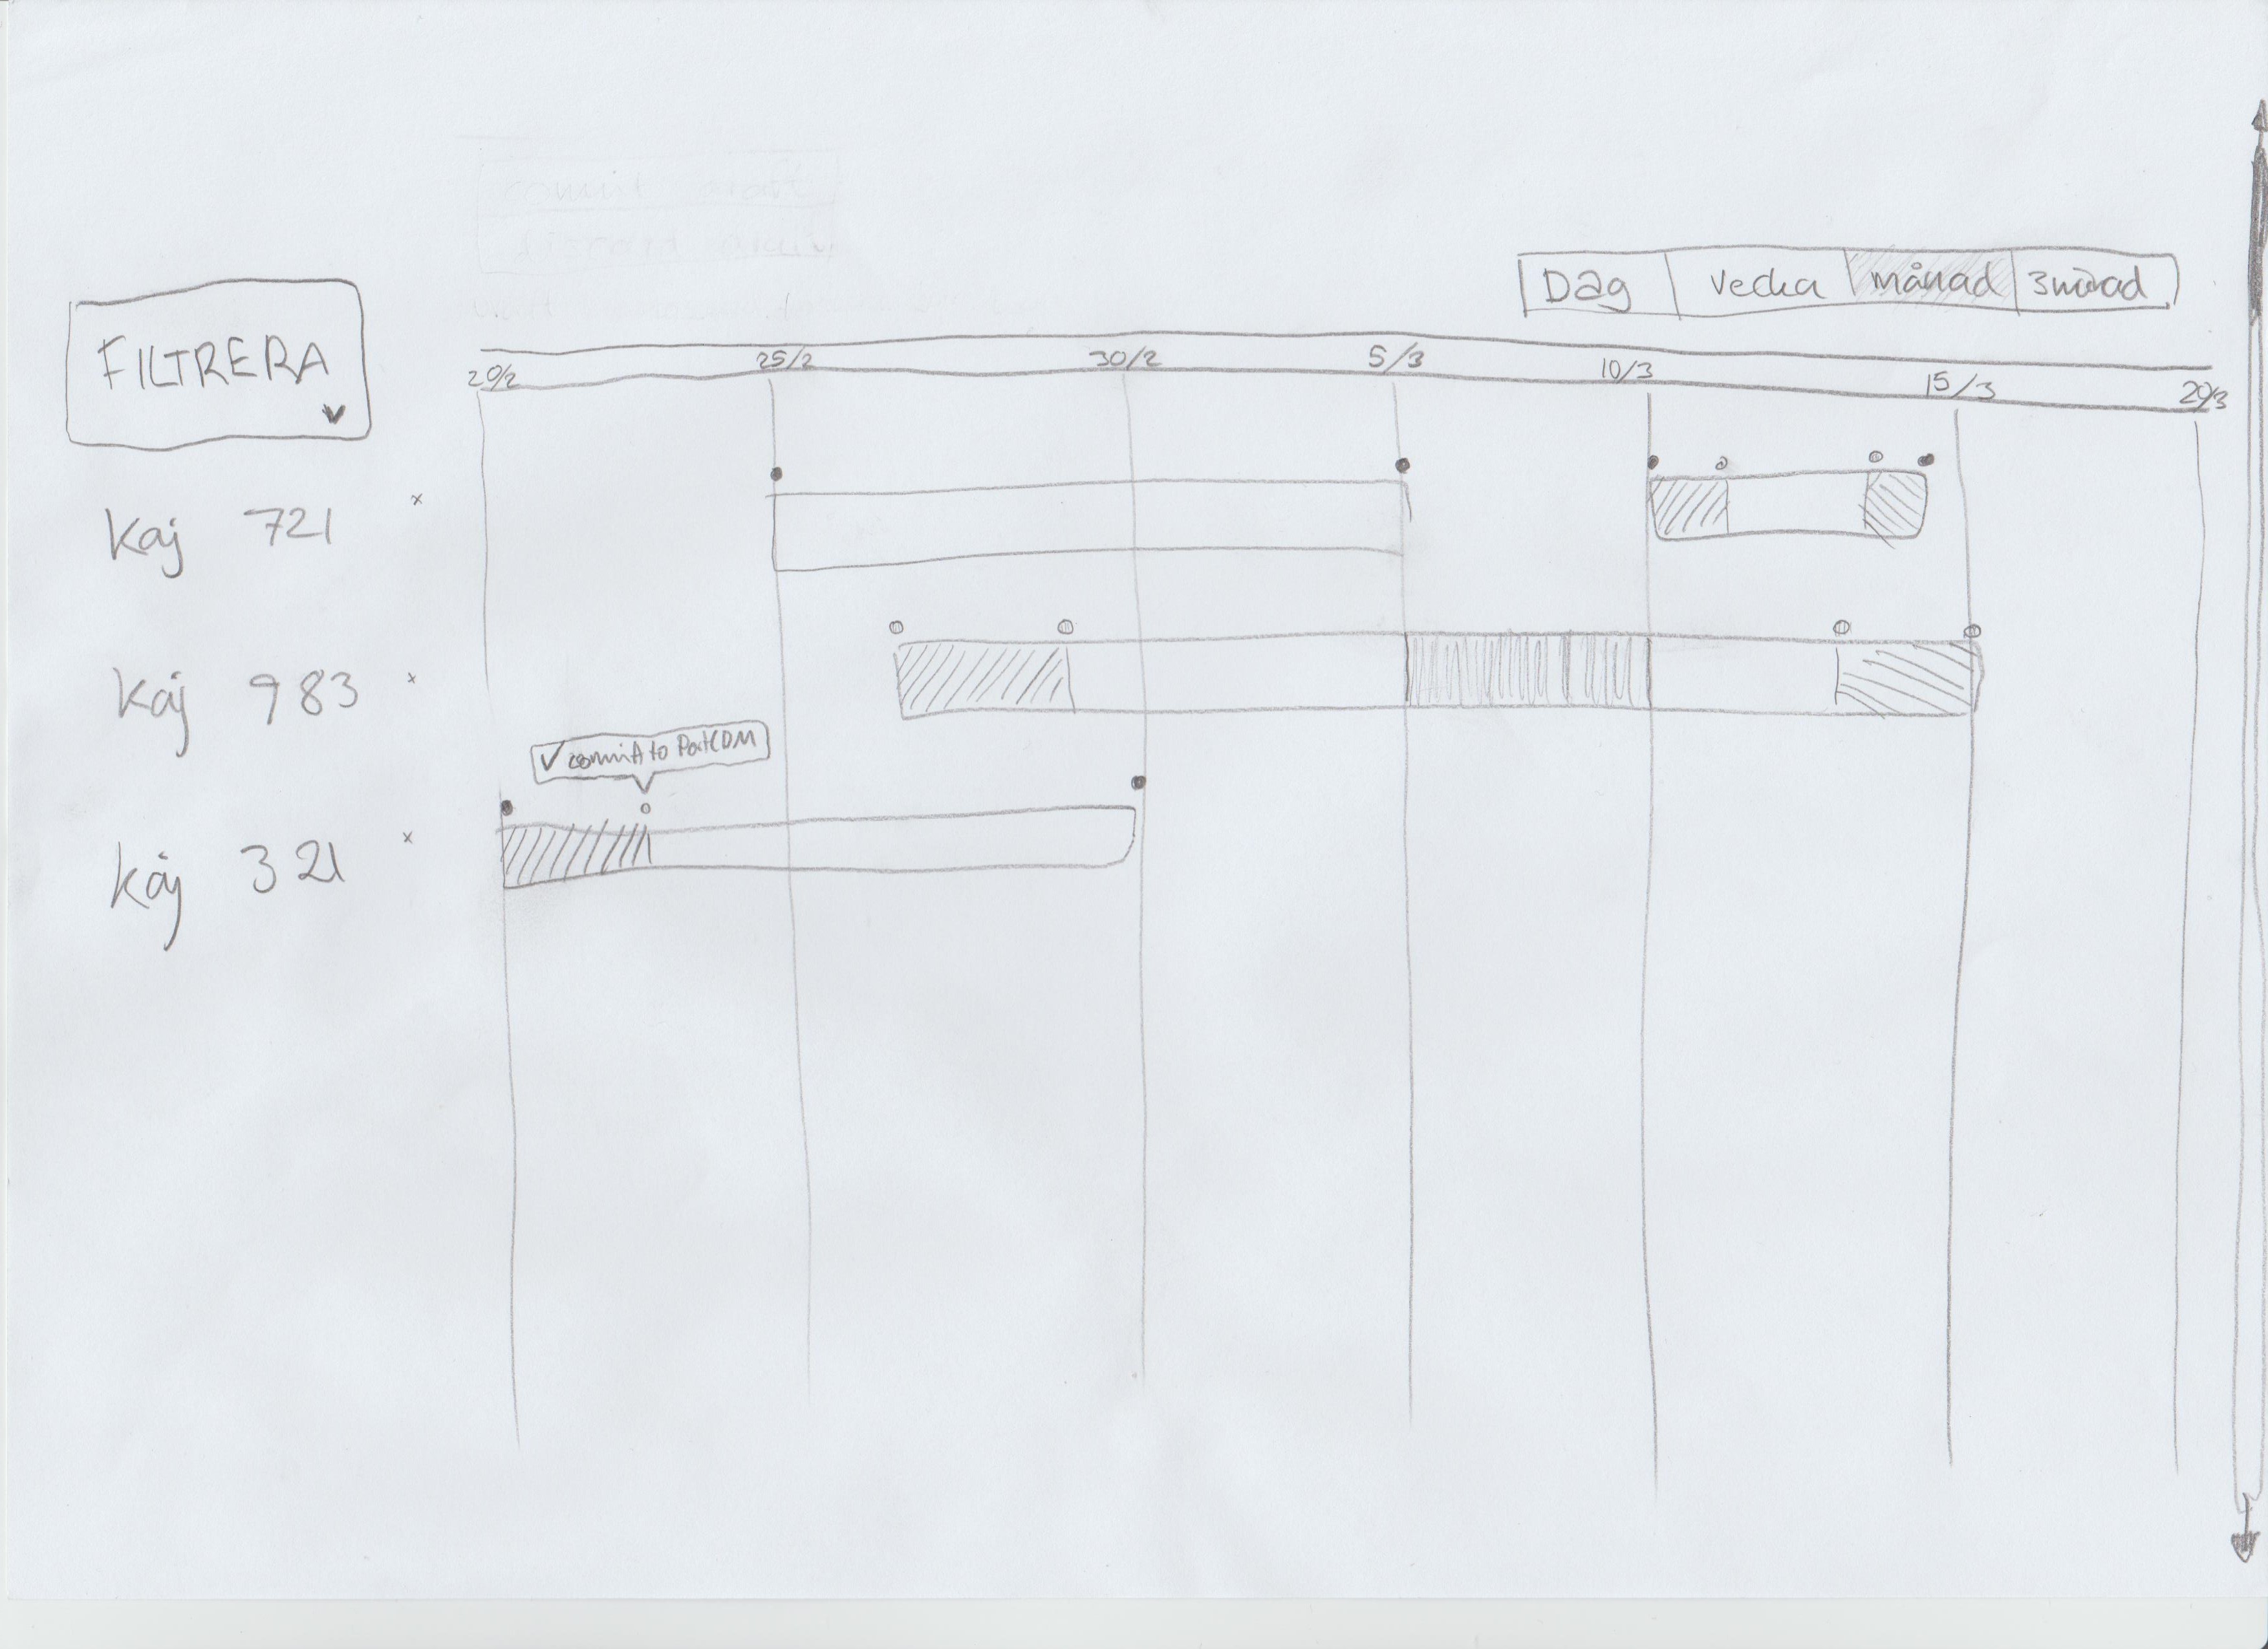 Dag vecka månad 3månad
FILTRERA
20/2 25/2 30/2 5/3 10/3 15/3 20/3
Kaj 721 x
Kaj 983 x
✓ commit to PortCDM
Kaj 321 x